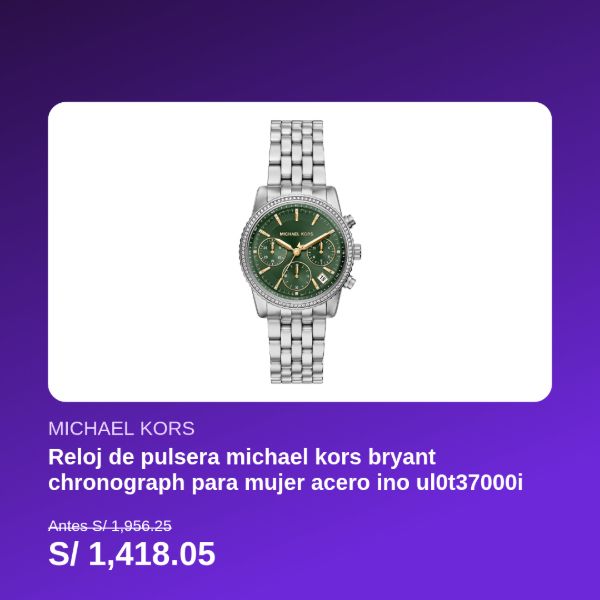 MICHAEL KORS
MICHAEL KORS
Reloj de pulsera michael kors bryant
chronograph para mujer acero ino ul0t37000i
Antes S/ 1,956.25
S/ 1,418.05